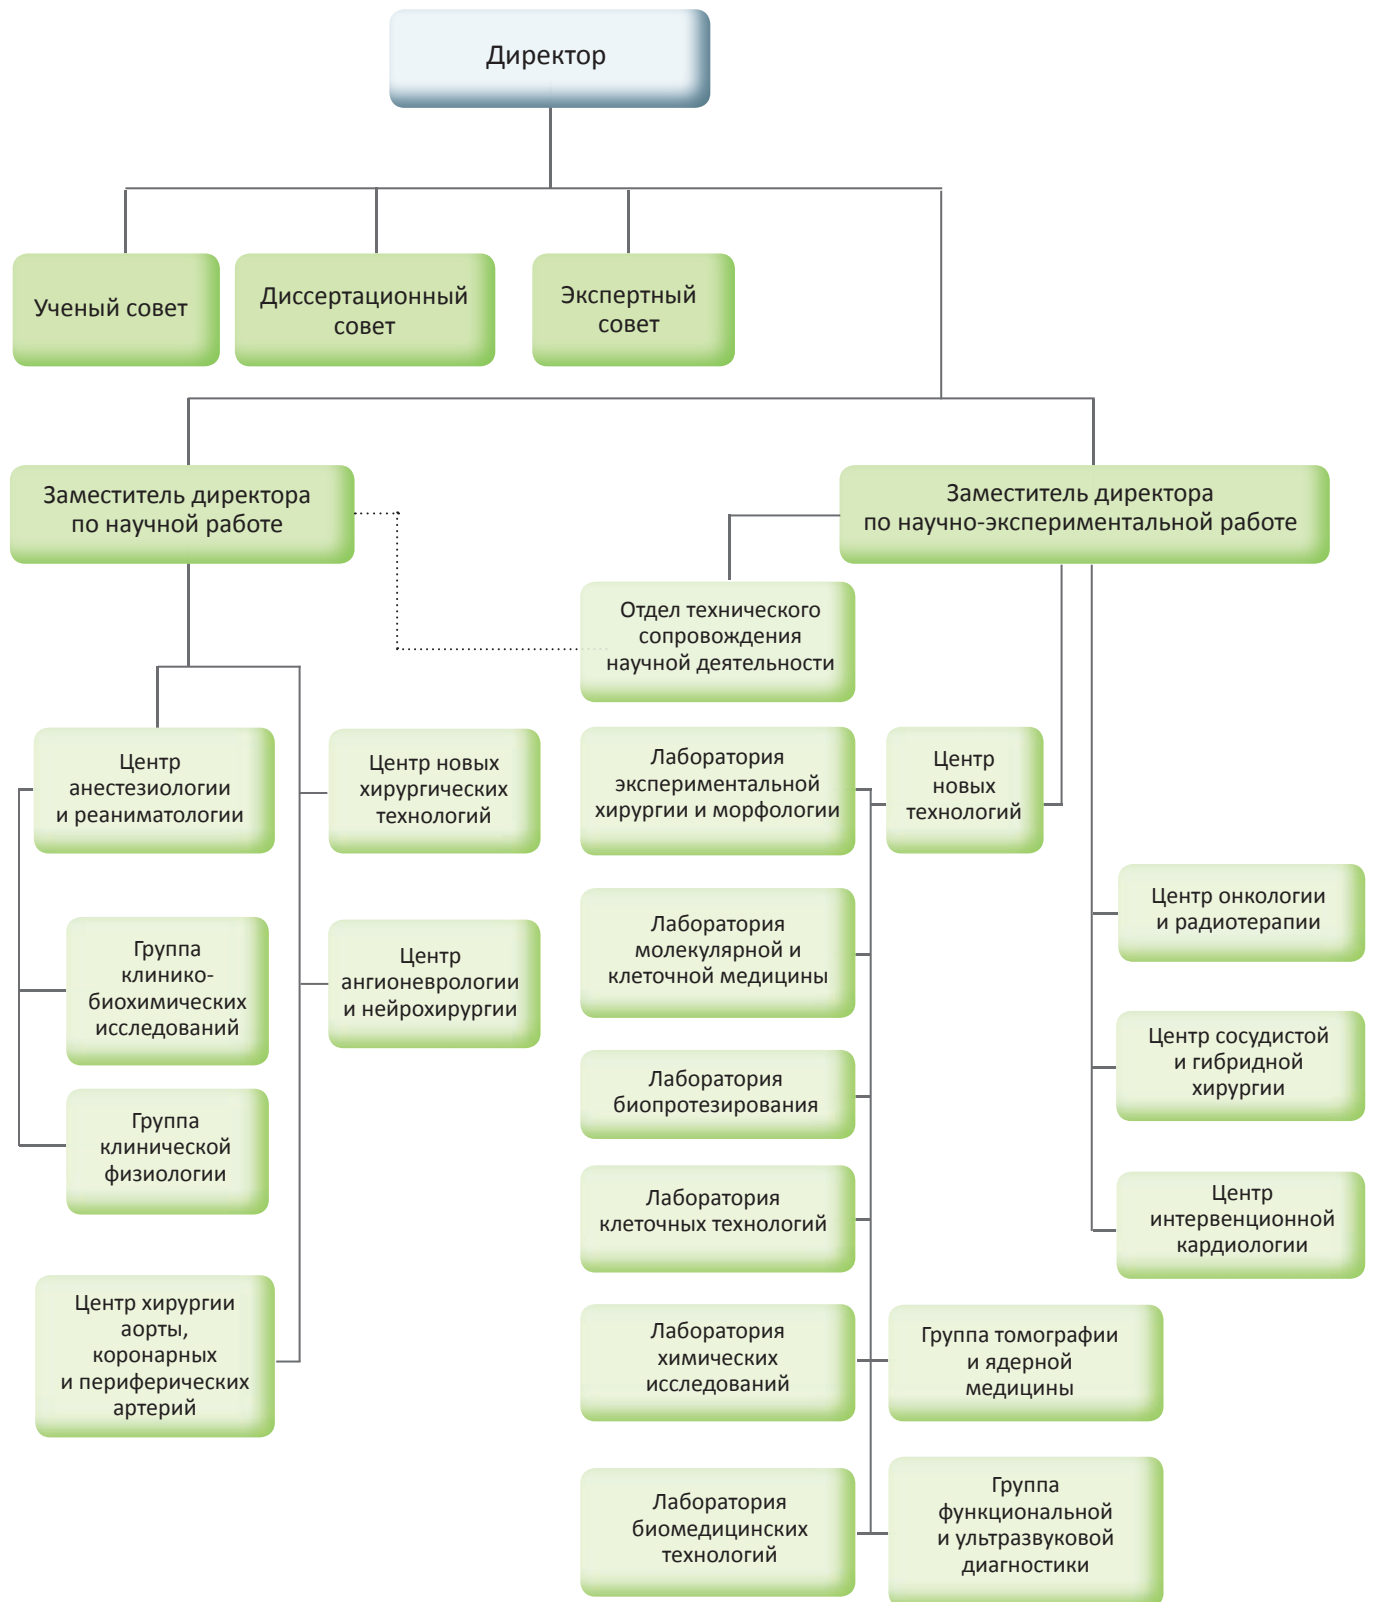 Директор
Ученый совет
Диссертационный
совет
Экспертный
совет
Заместитель директора
по научной работе
Заместитель директора
по научно-экспериментальной работе
Отдел технического
сопровождения
научной деятельности
Центр
анестезиологии
и реаниматологии
Центр новых
хирургических
технологий
Лаборатория
экспериментальной
хирургии и морфологии
Центр
новых
технологий
Центр онкологии
и радиотерапии
Группа
клинико-
биохимических
исследований
Центр
ангионеврологии
и нейрохирургии
Лаборатория
молекулярной и
клеточной медицины
Центр сосудистой
и гибридной
хирургии
Группа
клинической
физиологии
Лаборатория
биопротезирования
Лаборатория
клеточных технологий
Центр
интервенционной
кардиологии
Центр хирургии
аорты,
коронарных
и периферических
артерий
Лаборатория
химических
исследований
Группа томографии
и ядерной
медицины
Лаборатория
биомедицинских
технологий
Группа
функциональной
и ультразвуковой
диагностики